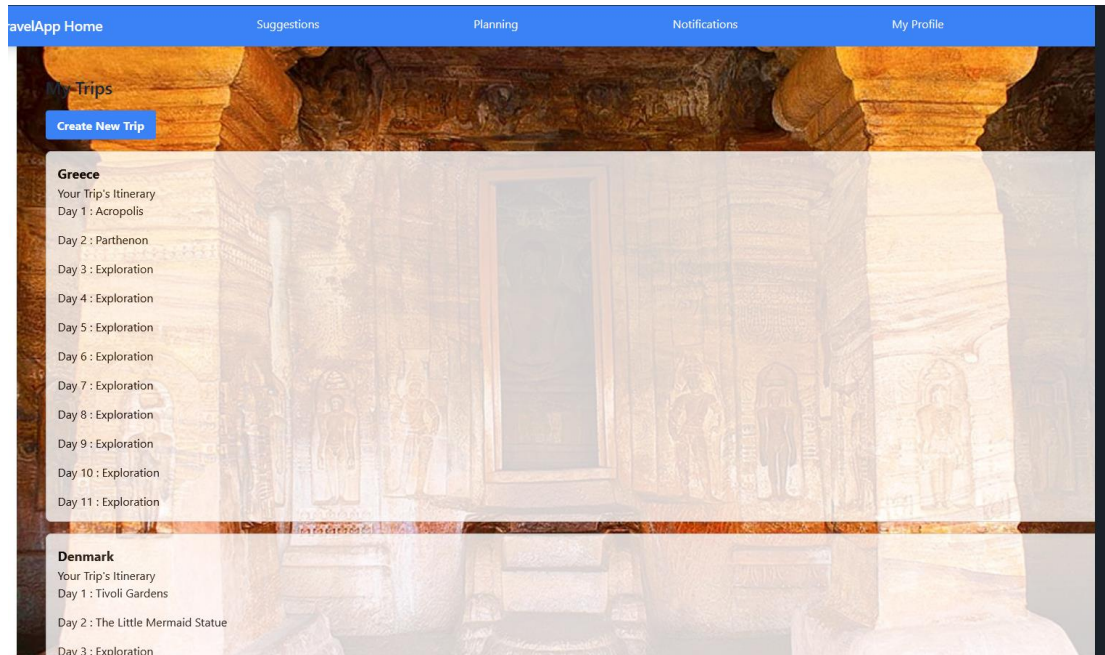 ravelApp Home Suggestions Planning Notifications My Profile
My Trips
Create New Trip
Greece
Your Trip's Itinerary
Day 1 : Acropolis
Day 2 : Parthenon
Day 3 : Exploration
Day 4 : Exploration
Day 5 : Exploration
Day 6 : Exploration
Day 7 : Exploration
Day 8 : Exploration
Day 9 : Exploration
Day 10 : Exploration
Day 11 : Exploration
Denmark
Your Trip's Itinerary
Day 1 : Tivoli Gardens
Day 2 : The Little Mermaid Statue
Day 3 : Exploration